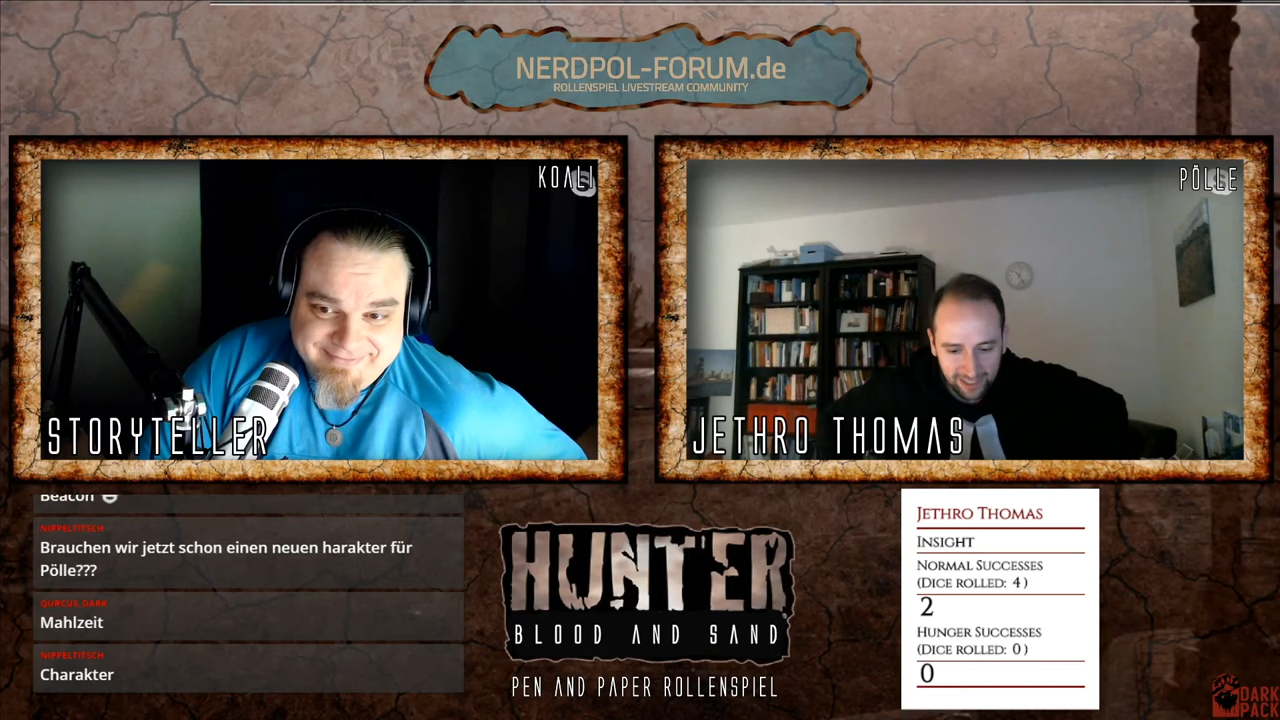 NERDPOL-FORUM.de
ROLLENSPIEL LIVESTREAM COMMUNITY
KOALI
STORYTELLER
PÖLLE
JETHRO THOMAS
Beacon
NIPPELTITSCH
Brauchen wir jetzt schon einen neuen harakter für
Pölle???
QURCUS_DARK
Mahlzeit
NIPPELTITSCH
Charakter
HUNTER
BLOOD AND SAND
PEN AND PAPER ROLLENSPIEL
JETHRO THOMAS
INSIGHT
NORMAL SUCCESSES
(DICE ROLLED: 4 )
2
HUNGER SUCCESSES
(DICE ROLLED: 0 )
0
DARK
PACK